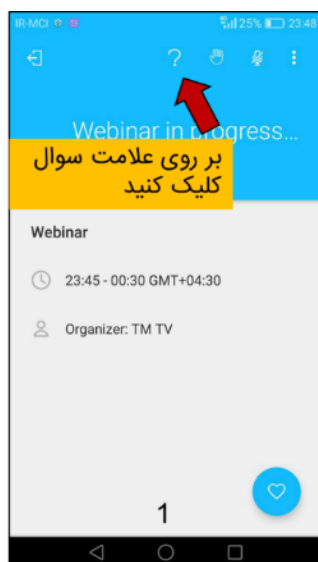 IR-MCI 25% 23:48
?
Webinar in progress...
بر روی علامت سوال
کلیک کنید
Webinar
23:45 - 00:30 GMT+04:30
Organizer: TM TV
1